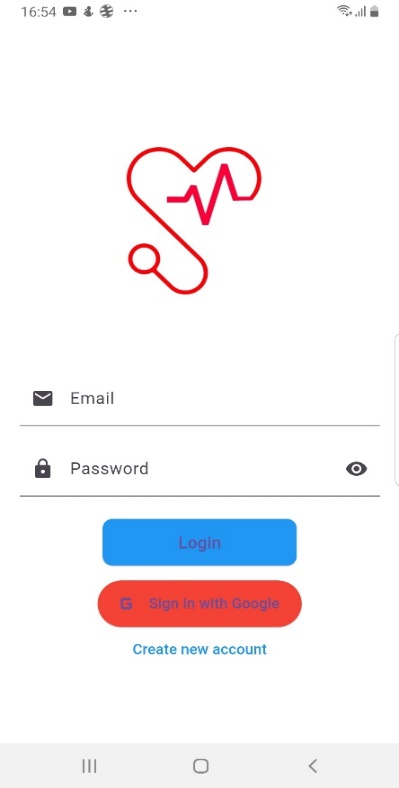 16:54
Email
Password
Login
Sign in with Google
Create new account